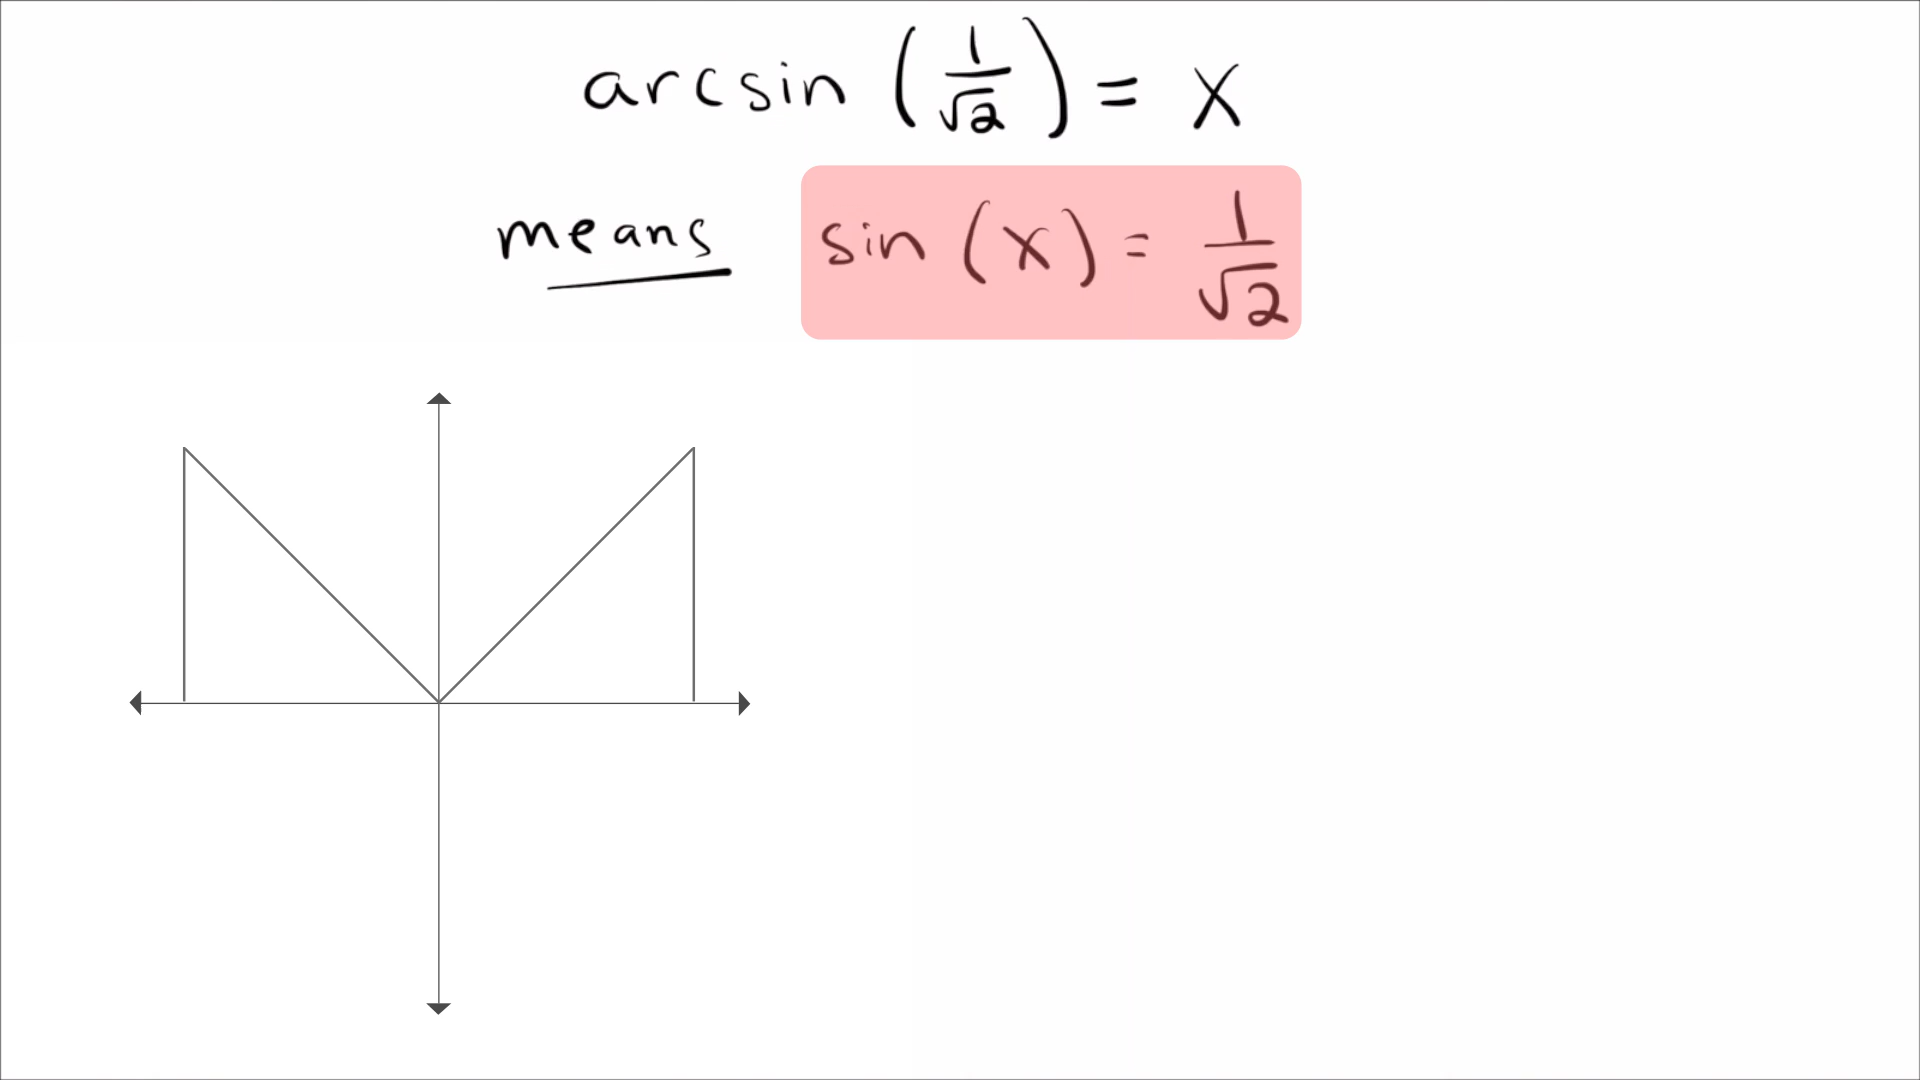 arcsin (1/√2) = x
means sin (x) = 1/√2